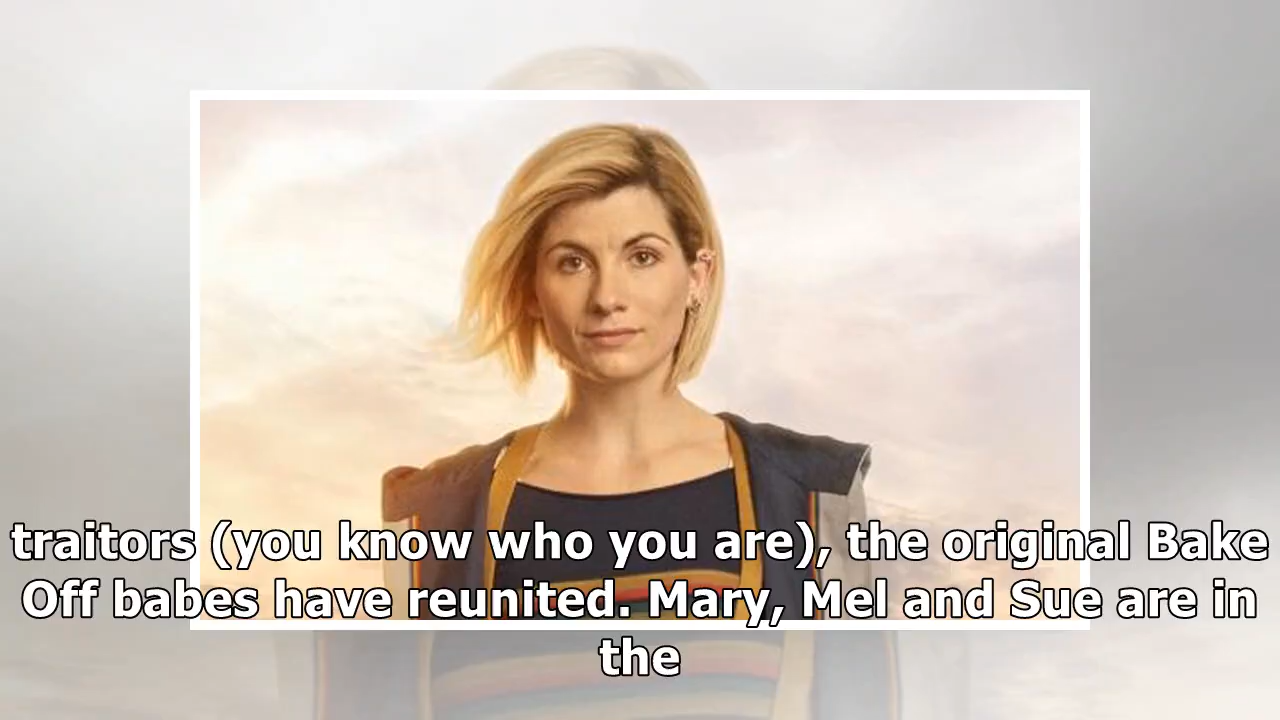 traitors (you know who you are), the original Bake
Off babes have reunited. Mary, Mel and Sue are in
the